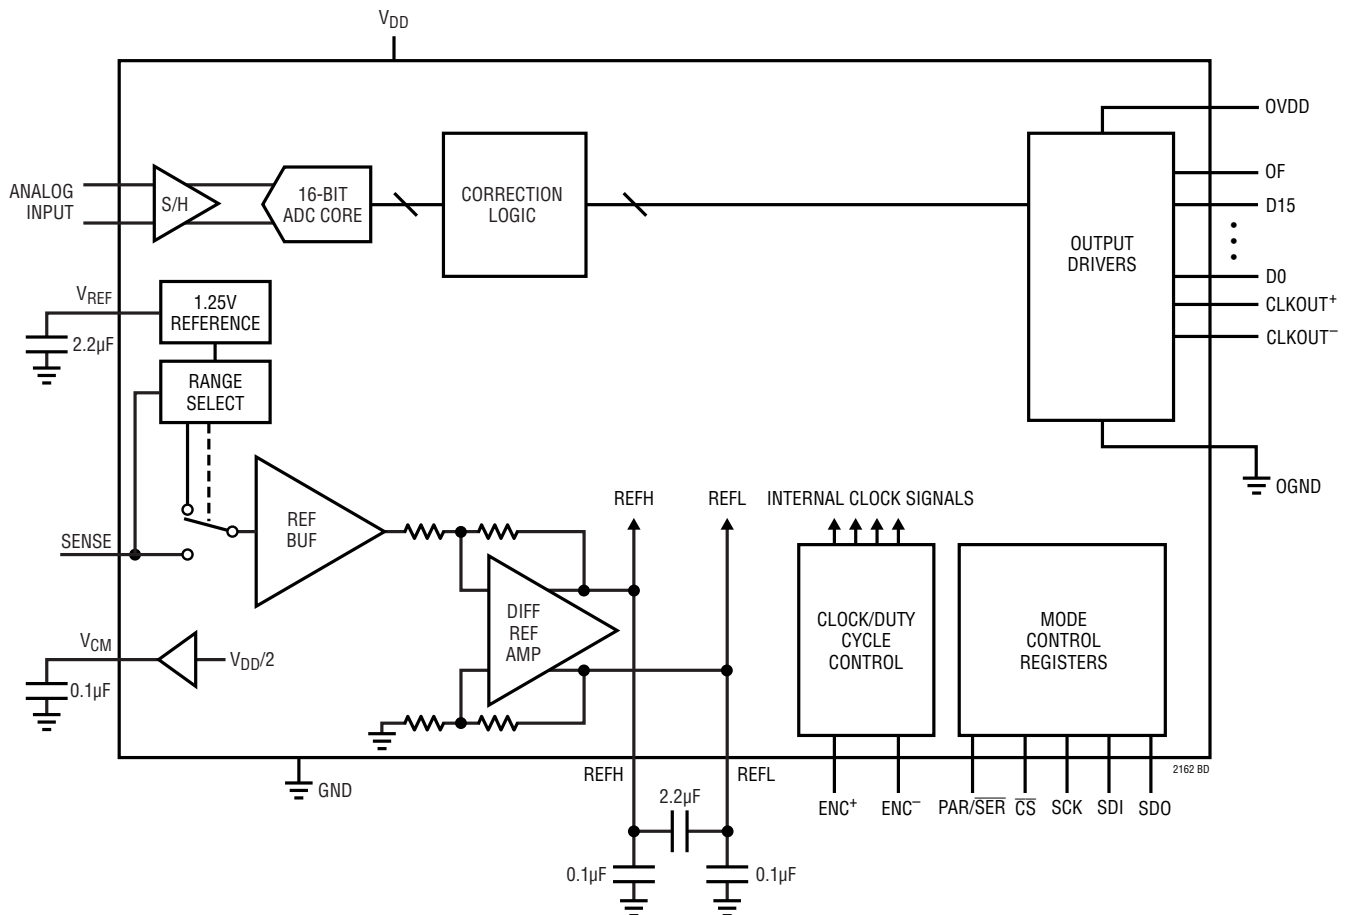 VDD
OVDD
OF
D15
D0
CLKOUT+
CLKOUT–
OGND
ANALOG
INPUT
S/H
16-BIT
ADC CORE
CORRECTION
LOGIC
OUTPUT
DRIVERS
VREF
2.2µF
1.25V
REFERENCE
RANGE
SELECT
SENSE
REF
BUF
VCM
0.1µF
VDD/2
DIFF
REF
AMP
REFH
REFL
INTERNAL CLOCK SIGNALS
CLOCK/DUTY
CYCLE
CONTROL
MODE
CONTROL
REGISTERS
2162 BD
GND
REFH
REFL
2.2µF
0.1µF
0.1µF
ENC+
ENC–
PAR/SER
CS
SCK
SDI
SDO